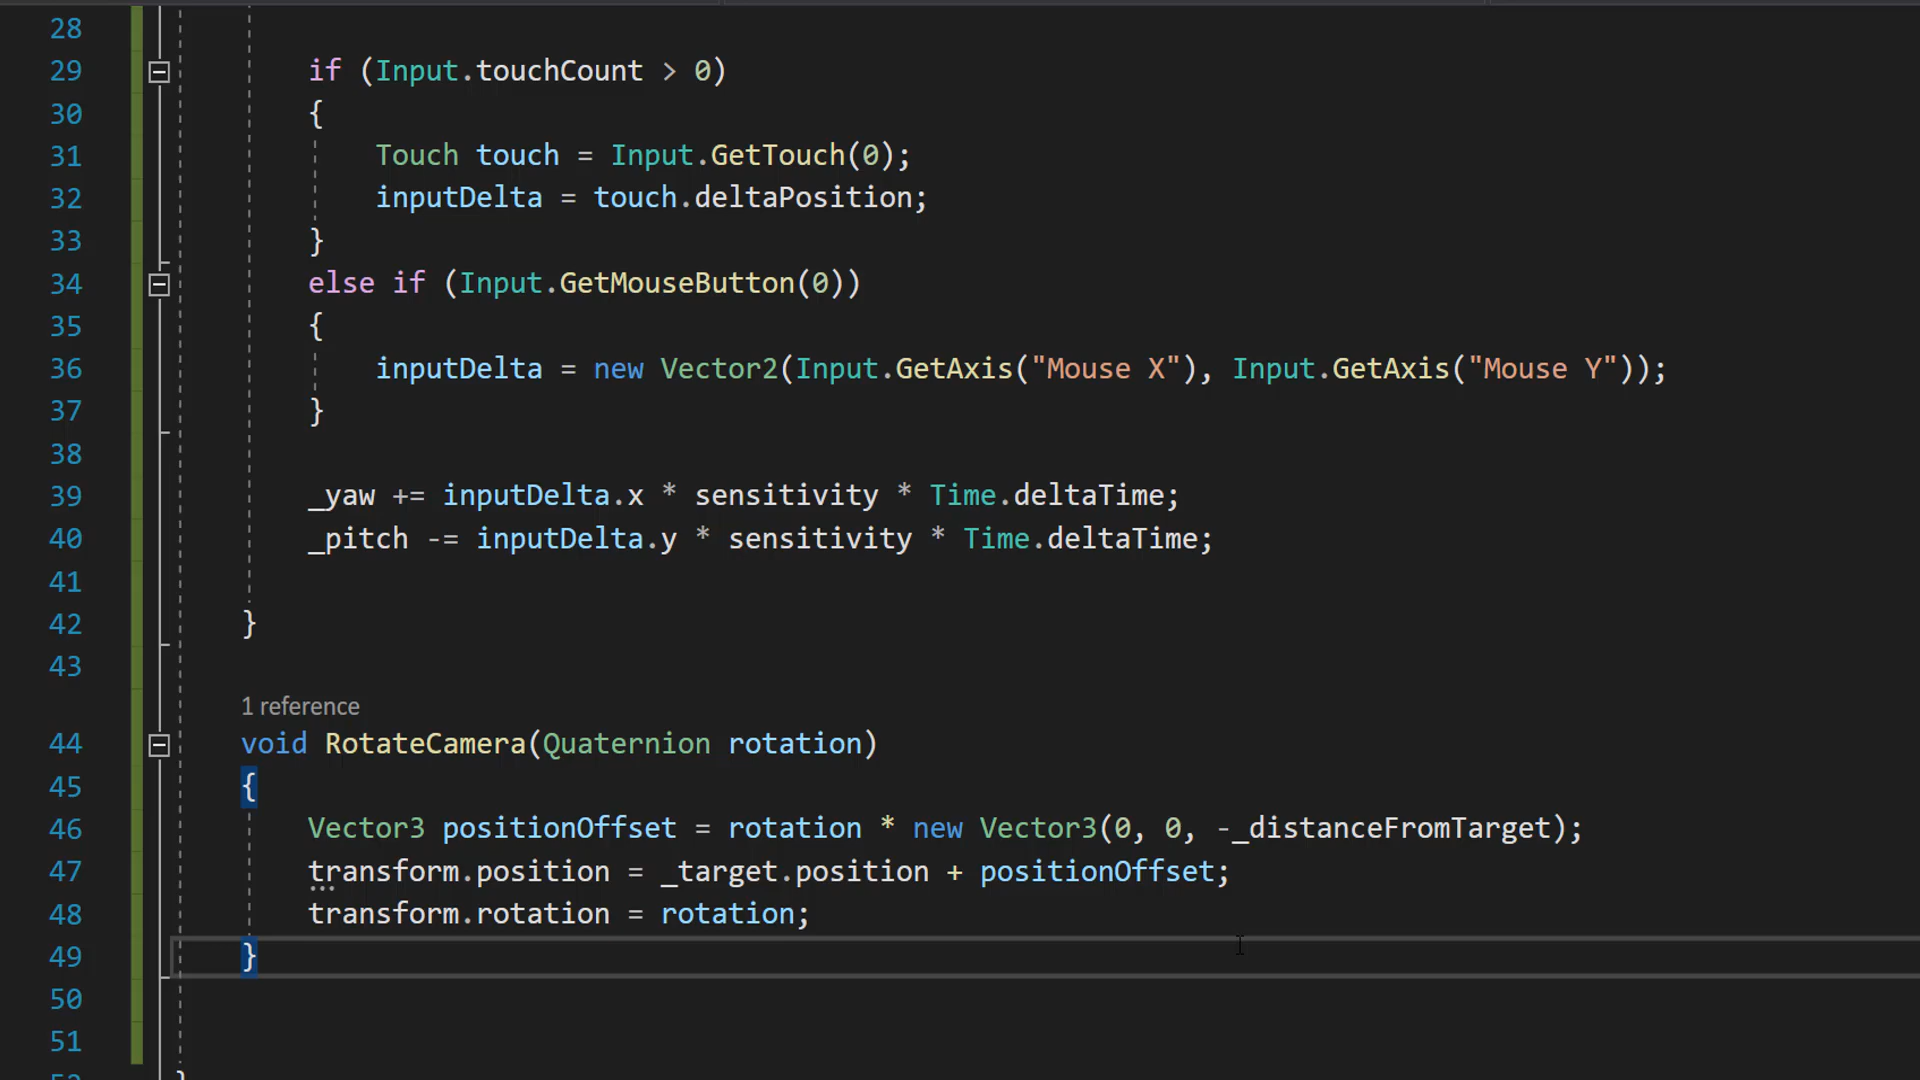 28
29 if (Input.touchCount > 0)
30 {
31 Touch touch = Input.GetTouch(0);
32 inputDelta = touch.deltaPosition;
33 }
34 else if (Input.GetMouseButton(0))
35 {
36 inputDelta = new Vector2(Input.GetAxis("Mouse X"), Input.GetAxis("Mouse Y"));
37 }
38
39 _yaw += inputDelta.x * sensitivity * Time.deltaTime;
40 _pitch -= inputDelta.y * sensitivity * Time.deltaTime;
41
42 }
43
1 reference
44 void RotateCamera(Quaternion rotation)
45 {
46 Vector3 positionOffset = rotation * new Vector3(0, 0, -_distanceFromTarget);
47 transform.position = _target.position + positionOffset;
48 transform.rotation = rotation;
49 }
50
51